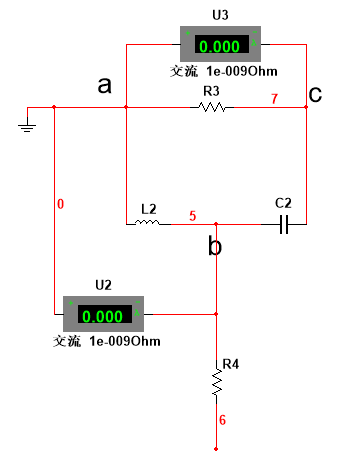 U3
0.000
交流 1e-009Ohm
a
R3
7
c
0
L2
5
C2
b
U2
0.000
交流 1e-009Ohm
R4
6